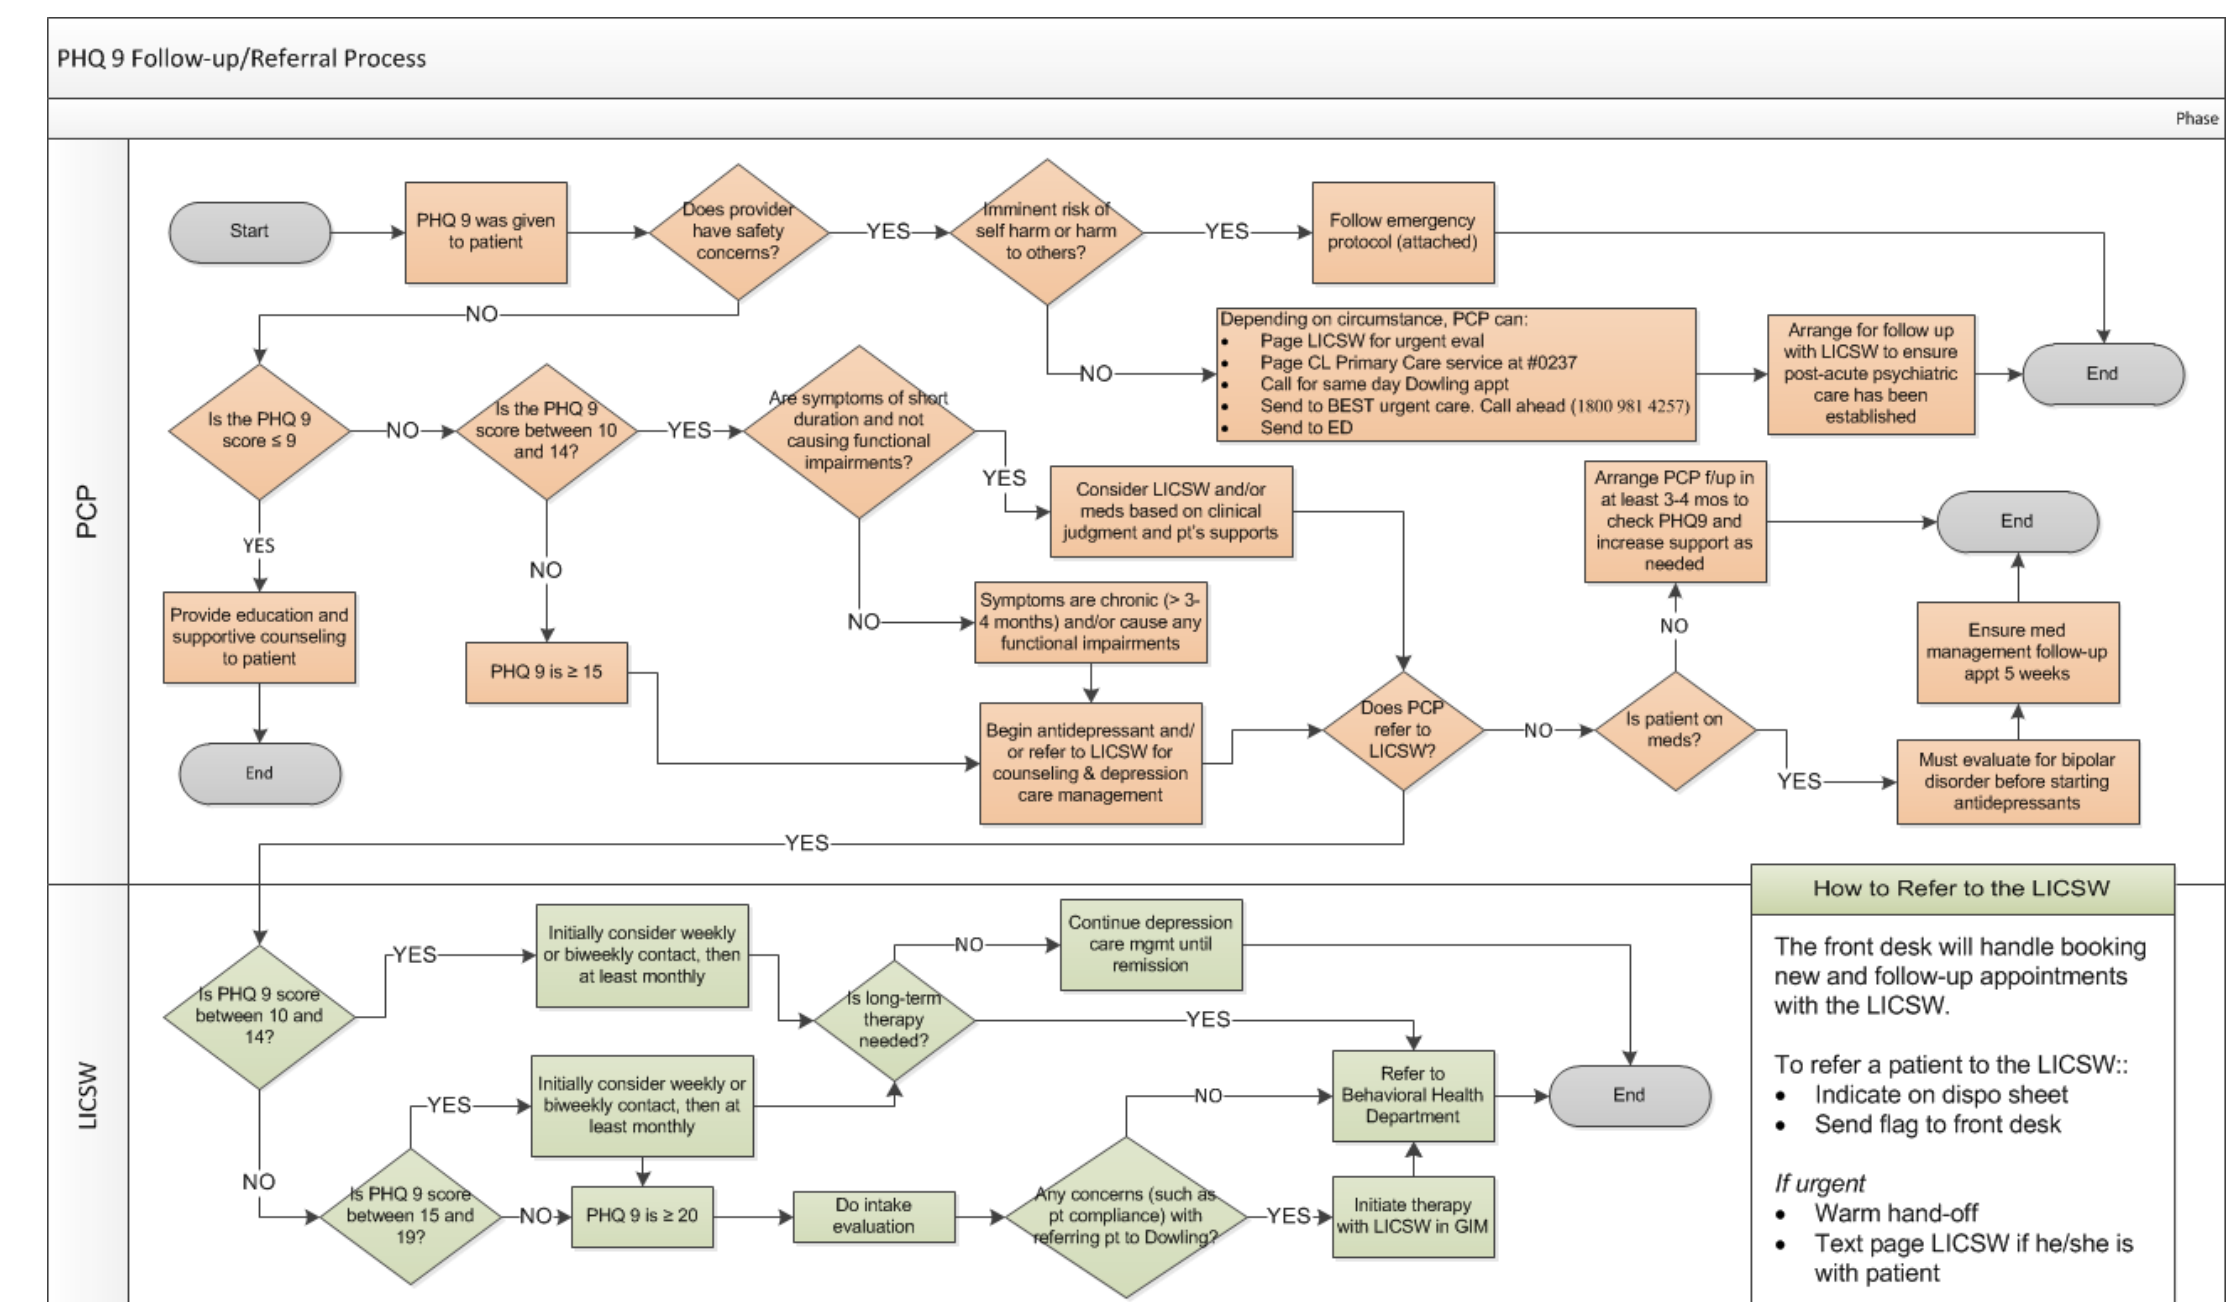 PHQ 9 Follow-up/Referral Process
Phase
PCP
Start
PHQ 9 was given
to patient
Does provider
have safety
concerns?
YES
Imminent risk of
self harm or harm
to others?
YES
Follow emergency
protocol (attached)
NO
NO
Depending on circumstance, PCP can:
• Page LICSW for urgent eval
• Page CL Primary Care service at #0237
• Call for same day Dowling appt
• Send to BEST urgent care. Call ahead (1800 981 4257)
• Send to ED
Arrange for follow up
with LICSW to ensure
post-acute psychiatric
care has been
established
End
Is the PHQ 9
score ≤ 9
NO
Is the PHQ 9
score between 10
and 14?
YES
Are symptoms of short
duration and not
causing functional
impairments?
YES
Consider LICSW and/or
meds based on clinical
judgment and pt's supports
Arrange PCP f/up in
at least 3-4 mos to
check PHQ9 and
increase support as
needed
End
YES
NO
NO
Symptoms are chronic (> 3-
4 months) and/or cause any
functional impairments
NO
Ensure med
management follow-up
appt 5 weeks
Provide education and
supportive counseling
to patient
PHQ 9 is ≥ 15
Begin antidepressant and/
or refer to LICSW for
counseling & depression
care management
Does PCP
refer to
LICSW?
NO
Is patient on
meds?
YES
Must evaluate for bipolar
disorder before starting
antidepressants
End
YES
LICSW
Is PHQ 9 score
between 10 and
14?
YES
Initially consider weekly
or biweekly contact, then
at least monthly
Is long-term
therapy
needed?
NO
Continue depression
care mgmt until
remission
YES
Initially consider weekly or
biweekly contact, then at
least monthly
YES
NO
Refer to
Behavioral Health
Department
End
NO
Is PHQ 9 score
between 15 and
19?
NO
PHQ 9 is ≥ 20
Do intake
evaluation
Any concerns (such as
pt compliance) with
referring pt to Dowling?
YES
Initiate therapy
with LICSW in GIM
How to Refer to the LICSW
The front desk will handle booking
new and follow-up appointments
with the LICSW.
To refer a patient to the LICSW::
• Indicate on dispo sheet
• Send flag to front desk
If urgent
• Warm hand-off
• Text page LICSW if he/she is
with patient